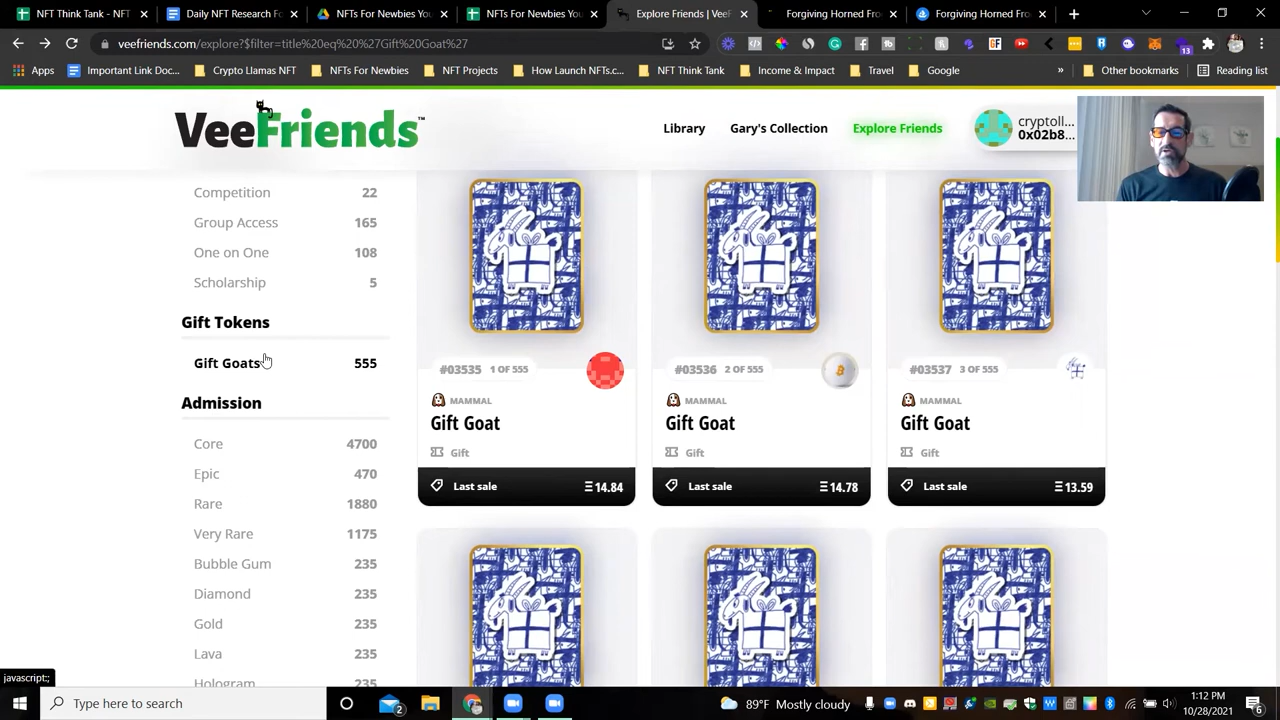 NFT Think Tank - NFT
Daily Research Fo
NFTs For Newbies You
NFTs For Newbies You
Explore Friends | VeeF
Forgiving Horned Fro
Forgiving Horned Fro
veefriends.com/explore?$filter=title%20eq%20%27Gift%20Goat%27
13
Apps
Important Link Doc...
Crypto Llamas NFT
NFTs For Newbies
NFT Projects
How Launch NFTs.c...
NFT Think Tank
Income & Impact
Travel
Google
»
Other bookmarks
Reading list
VeeFriends™
Library
Gary's Collection
Explore Friends
cryptoll...
0x02b8...
Competition 22
Group Access 165
One on One 108
Scholarship 5
Gift Tokens
Gift Goats 555
Admission
Core 4700
Epic 470
Rare 1880
Very Rare 1175
Bubble Gum 235
Diamond 235
Gold 235
Lava 235
Hologram 235
#03535 1 OF 555
MAMMAL
Gift Goat
Gift
Last sale Ξ14.84
#03536 2 OF 555
MAMMAL
Gift Goat
Gift
Last sale Ξ14.78
#03537 3 OF 555
MAMMAL
Gift Goat
Gift
Last sale Ξ13.59
javascript:;
Type here to search
2
89°F Mostly cloudy
1:12 PM
10/28/2021
6